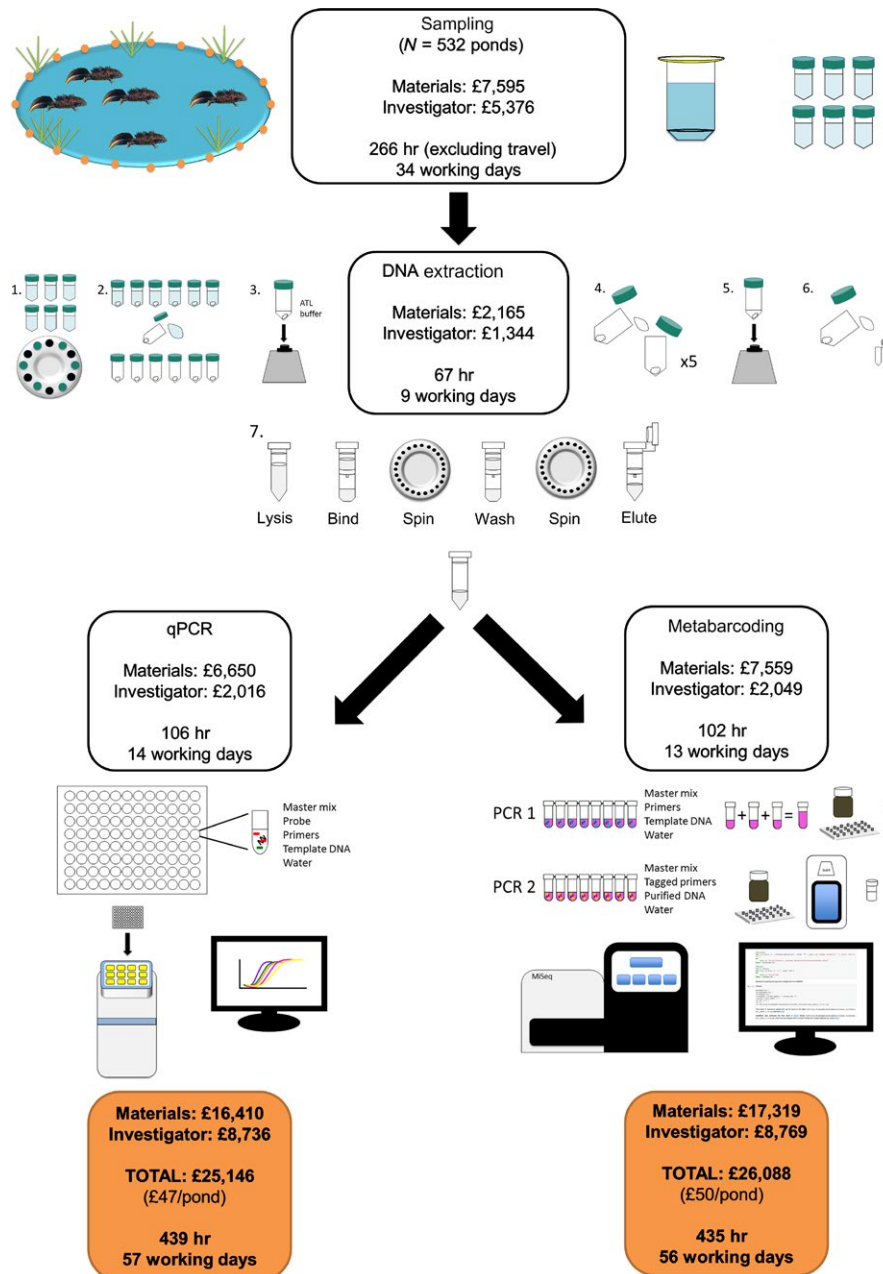 Sampling
(N = 532 ponds)
Materials: £7,595
Investigator: £5,376
266 hr (excluding travel)
34 working days
DNA extraction
Materials: £2,165
Investigator: £1,344
67 hr
9 working days
1.
2.
3.
ATL
buffer
4.
x5
5.
6.
7.
Lysis
Bind
Spin
Wash
Spin
Elute
qPCR
Materials: £6,650
Investigator: £2,016
106 hr
14 working days
Master mix
Probe
Primers
Template DNA
Water
Metabarcoding
Materials: £7,559
Investigator: £2,049
102 hr
13 working days
PCR 1
Master mix
Primers
Template DNA
Water
+ + =
PCR 2
Master mix
Tagged primers
Purified DNA
Water
MiSeq
Materials: £16,410
Investigator: £8,736
TOTAL: £25,146
(£47/pond)
439 hr
57 working days
Materials: £17,319
Investigator: £8,769
TOTAL: £26,088
(£50/pond)
435 hr
56 working days